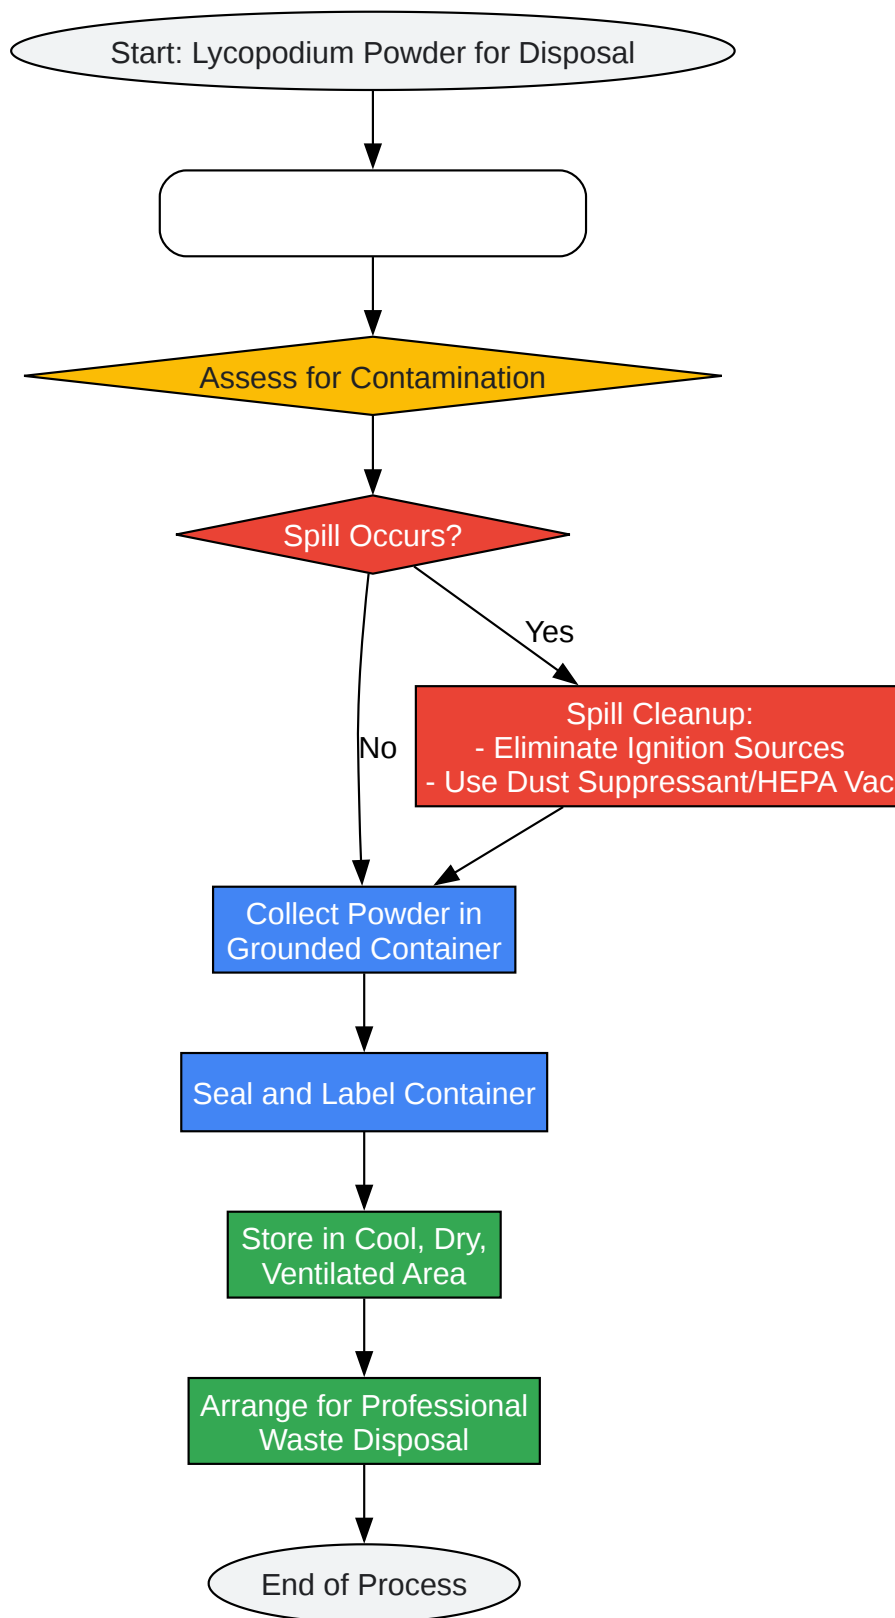 Start: Lycopodium Powder for Disposal
Assess for Contamination
Spill Occurs?
Yes
No
Spill Cleanup:
- Eliminate Ignition Sources
- Use Dust Suppressant/HEPA Vac
Collect Powder in
Grounded Container
Seal and Label Container
Store in Cool, Dry,
Ventilated Area
Arrange for Professional
Waste Disposal
End of Process